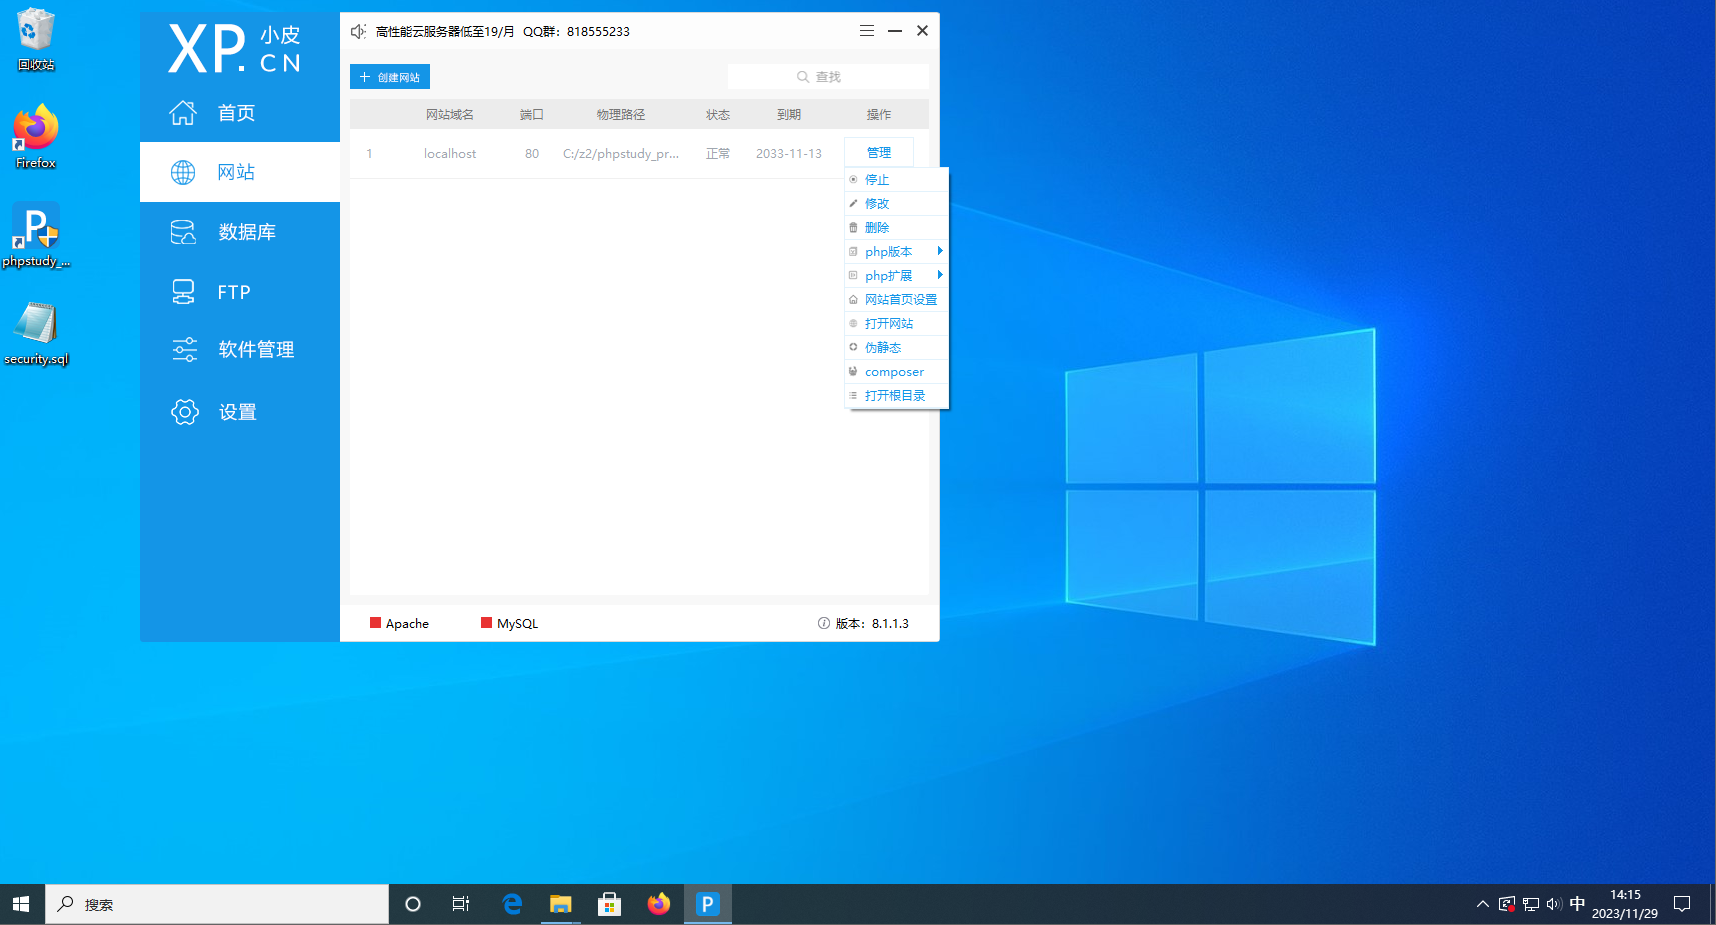 回收站
Firefox
phpstudy_...
security.sql
XP.小皮
CN
首页
网站
数据库
FTP
软件管理
设置
高性能云服务器低至19/月 QQ群：818555233
创建网站
查找
网站域名 端口 物理路径 状态 到期 操作
1 localhost 80 C:/z2/phpstudy_pr... 正常 2033-11-13 管理
停止
修改
删除
php版本
php扩展
网站首页设置
打开网站
伪静态
composer
打开根目录
Apache MySQL 版本：8.1.1.3
搜索
P
中
14:15
2023/11/29